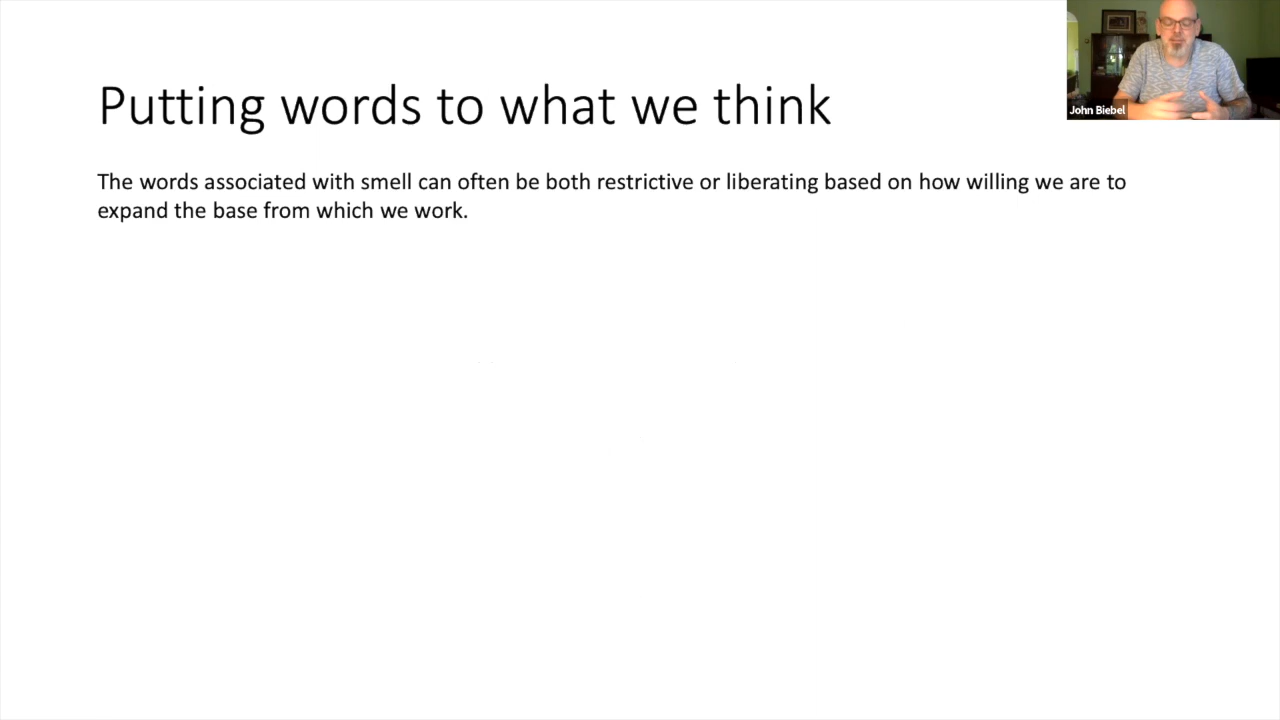 Putting words to what we think
The words associated with smell can often be both restrictive or liberating based on how willing we are to
expand the base from which we work.
John Biebel